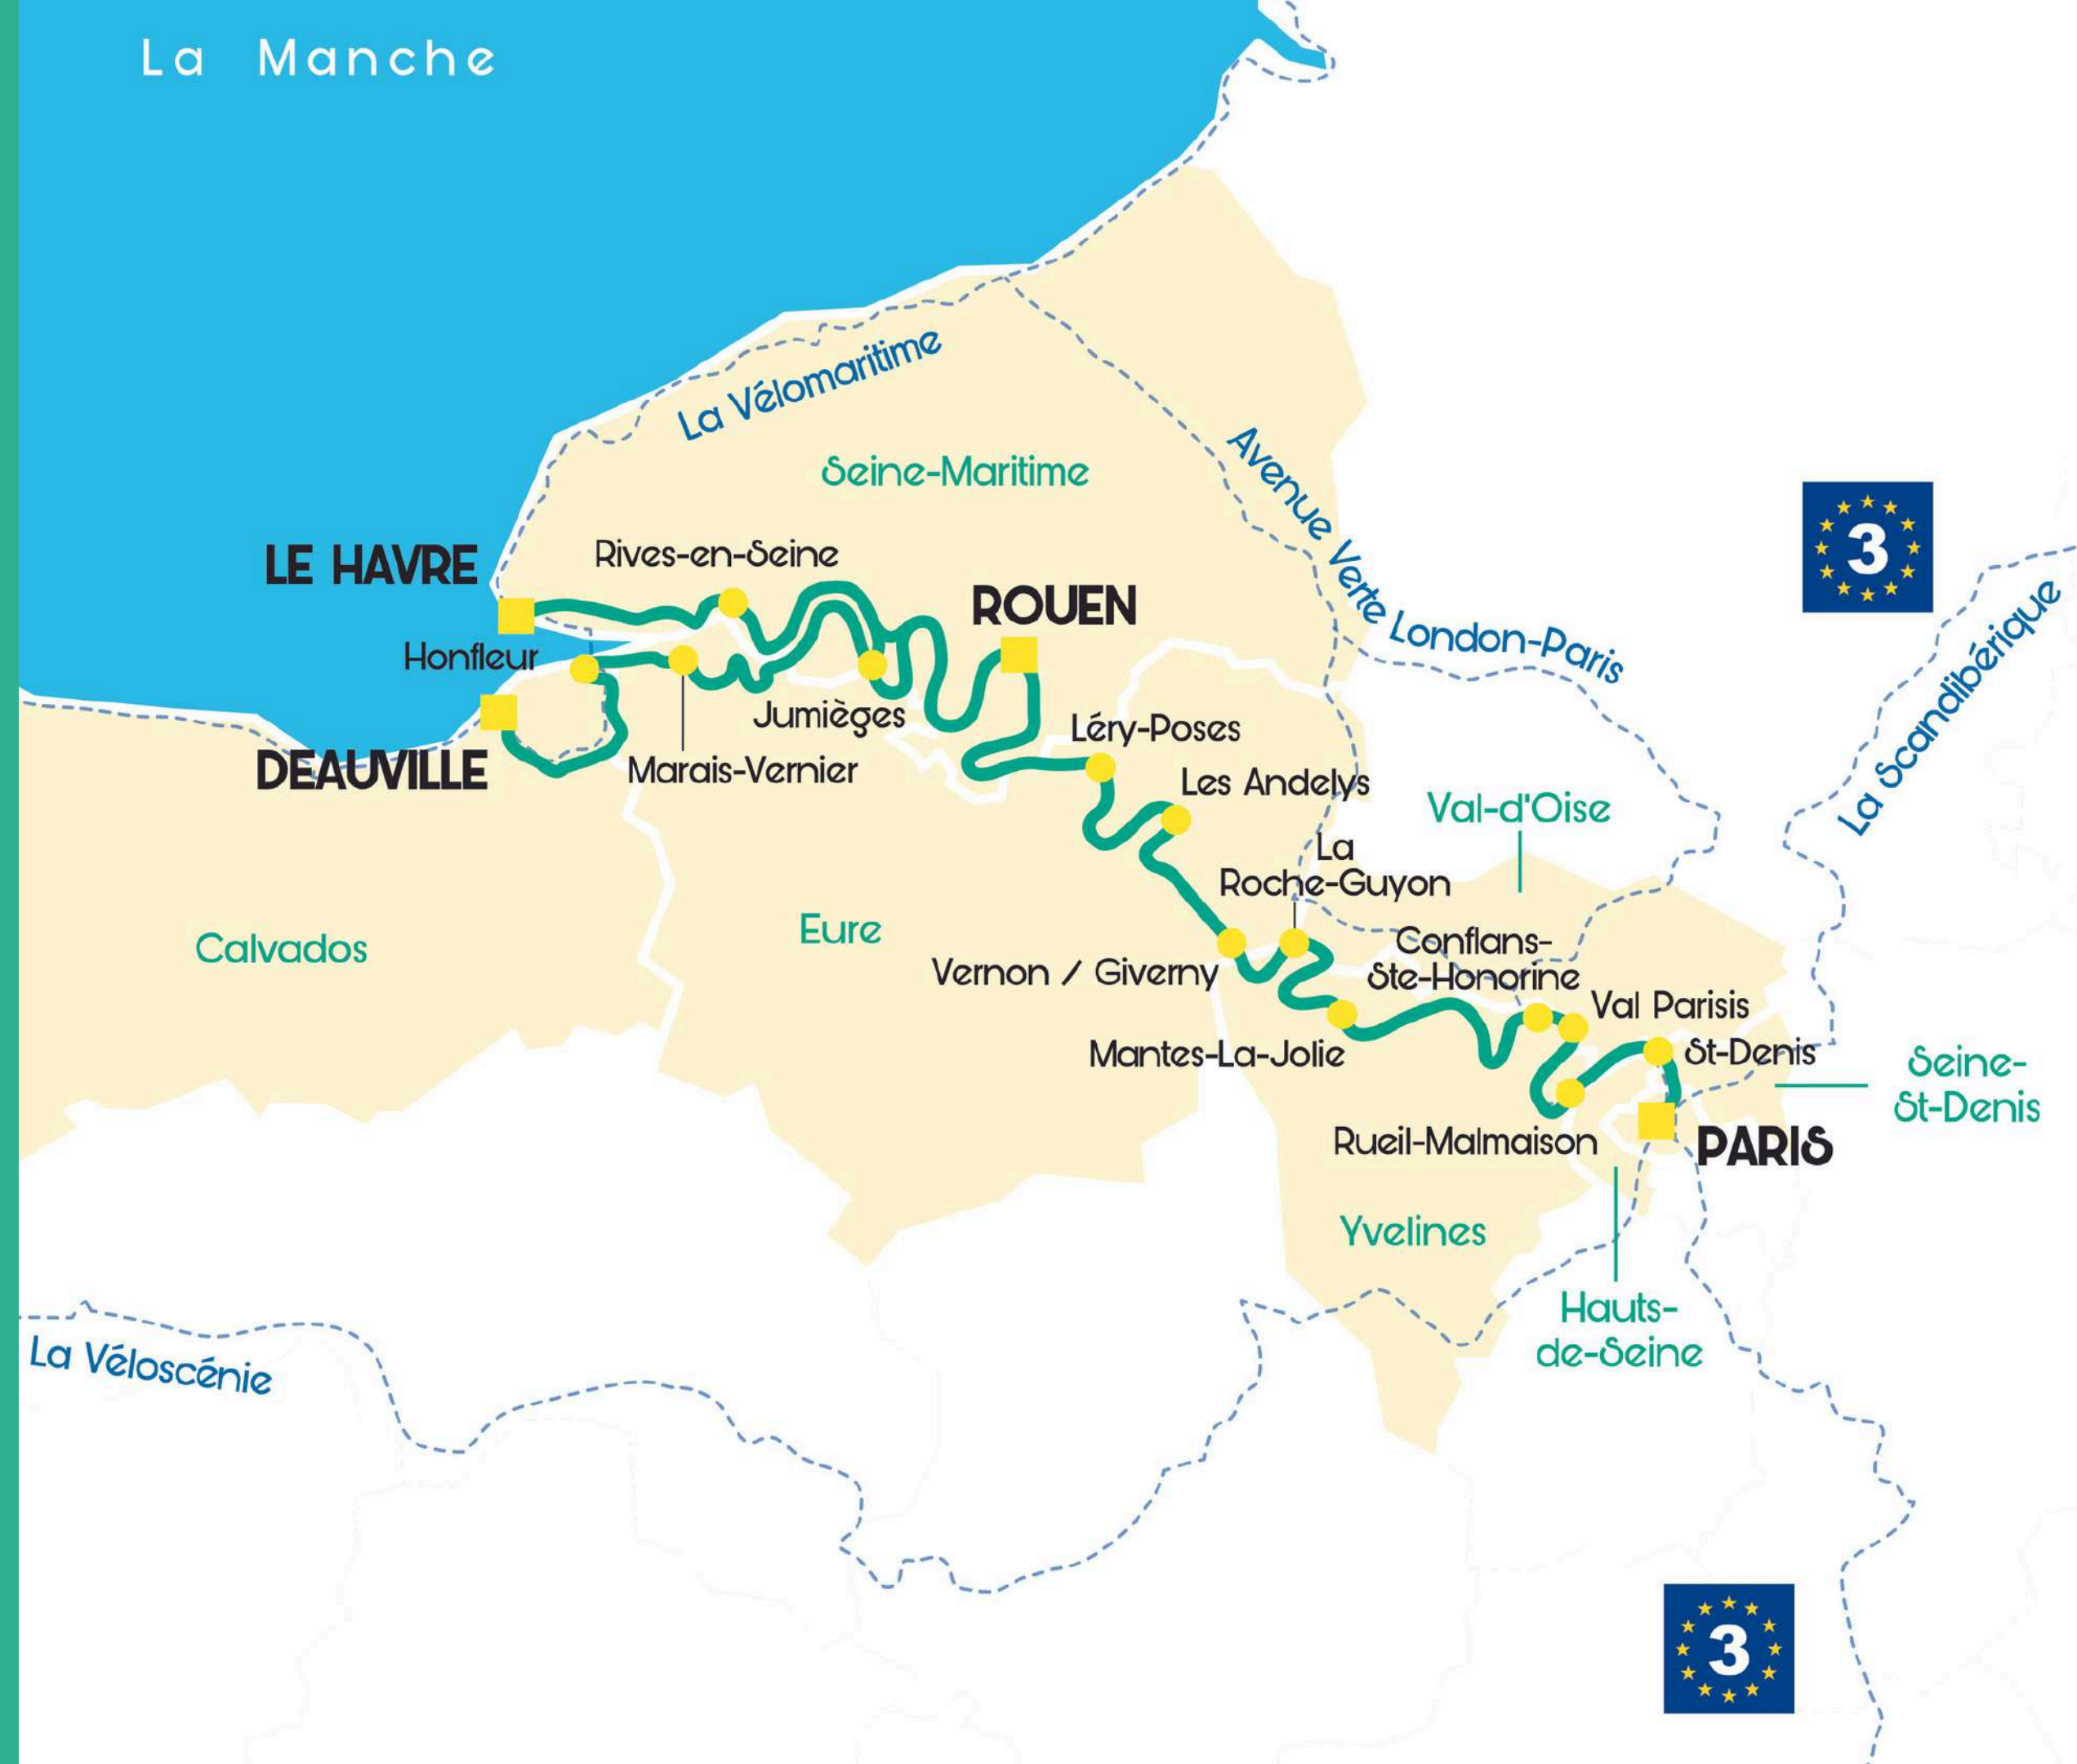 La Manche
La Vélomaritime
Seine-Maritime
Avenue Verte London-Paris
3
La Scandibérique
LE HAVRE
Rives-en-Seine
ROUEN
Honfleur
Jumièges
Léry-Poses
DEAUVILLE
Marais-Vernier
Les Andelys
Val-d'Oise
La
Roche-Guyon
Calvados
Eure
Vernon / Giverny
Conflans-
Ste-Honorine
Val Parisis
Mantes-La-Jolie
St-Denis
Seine-
St-Denis
Rueil-Malmaison
PARIS
Yvelines
Hauts-
de-Seine
La Véloscénie
3